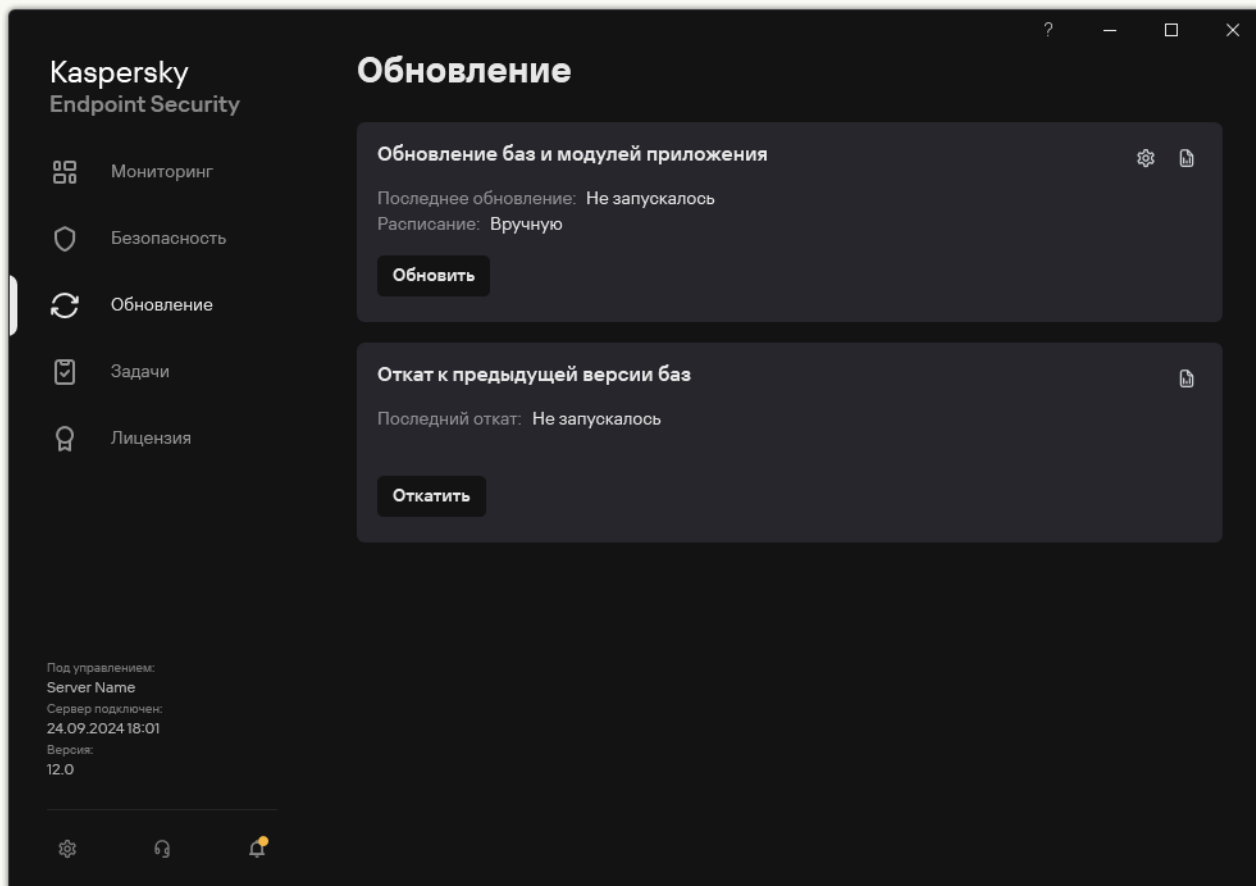 ?
Kaspersky
Endpoint Security
Мониторинг
Безопасность
Обновление
Задачи
Лицензия
Под управлением:
Server Name
Сервер подключен:
24.09.2024 18:01
Версия:
12.0
Обновление
Обновление баз и модулей приложения
Последнее обновление: Не запускалось
Расписание: Вручную
Обновить
Откат к предыдущей версии баз
Последний откат: Не запускалось
Откатить